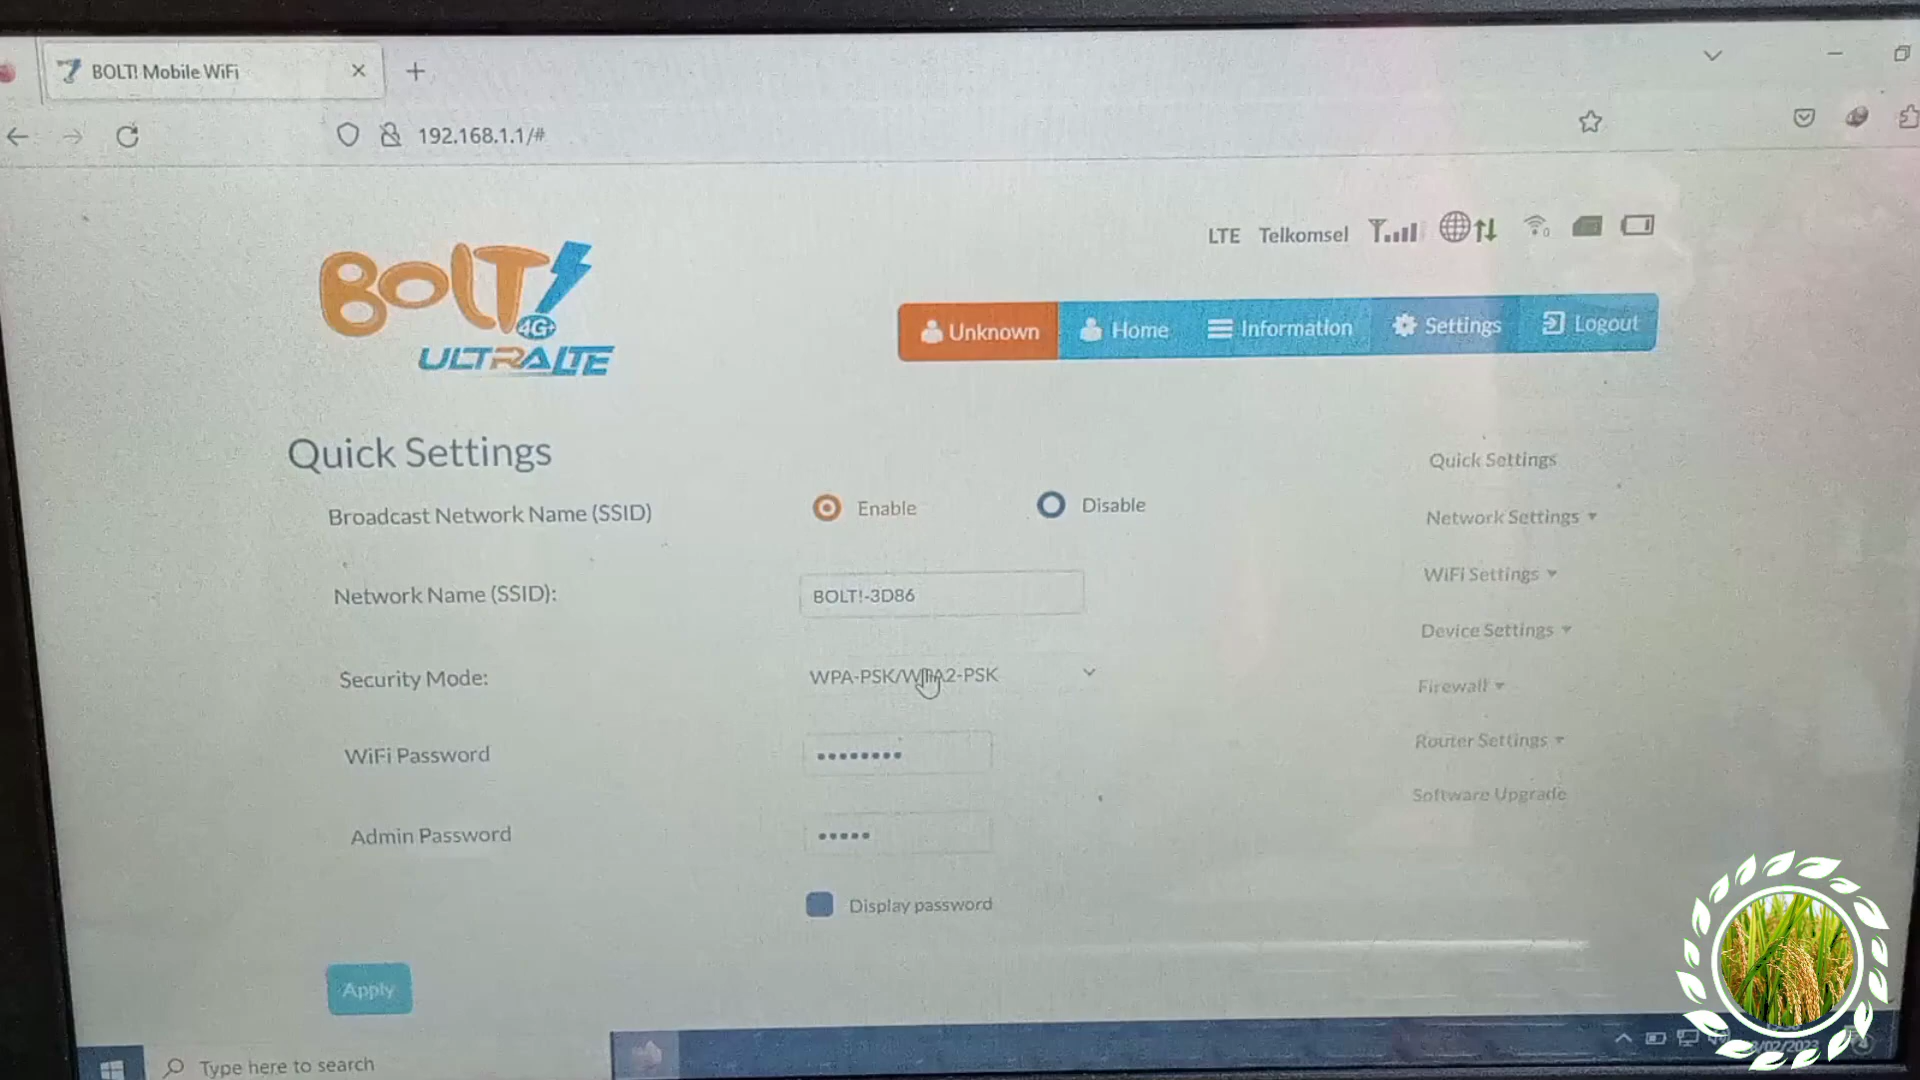 BOLT! Mobile WiFi
192.168.1.1/#
LTE Telkomsel
BOLT!
4G+
ULTRA LTE
Unknown Home Information Settings Logout
Quick Settings
Broadcast Network Name (SSID) Enable Disable
Network Name (SSID): BOLT!-3D86
Security Mode: WPA-PSK/WPA2-PSK
WiFi Password
Admin Password
Display password
Apply
Quick Settings
Network Settings
WiFi Settings
Device Settings
Firewall
Router Settings
Software Upgrade
Type here to search